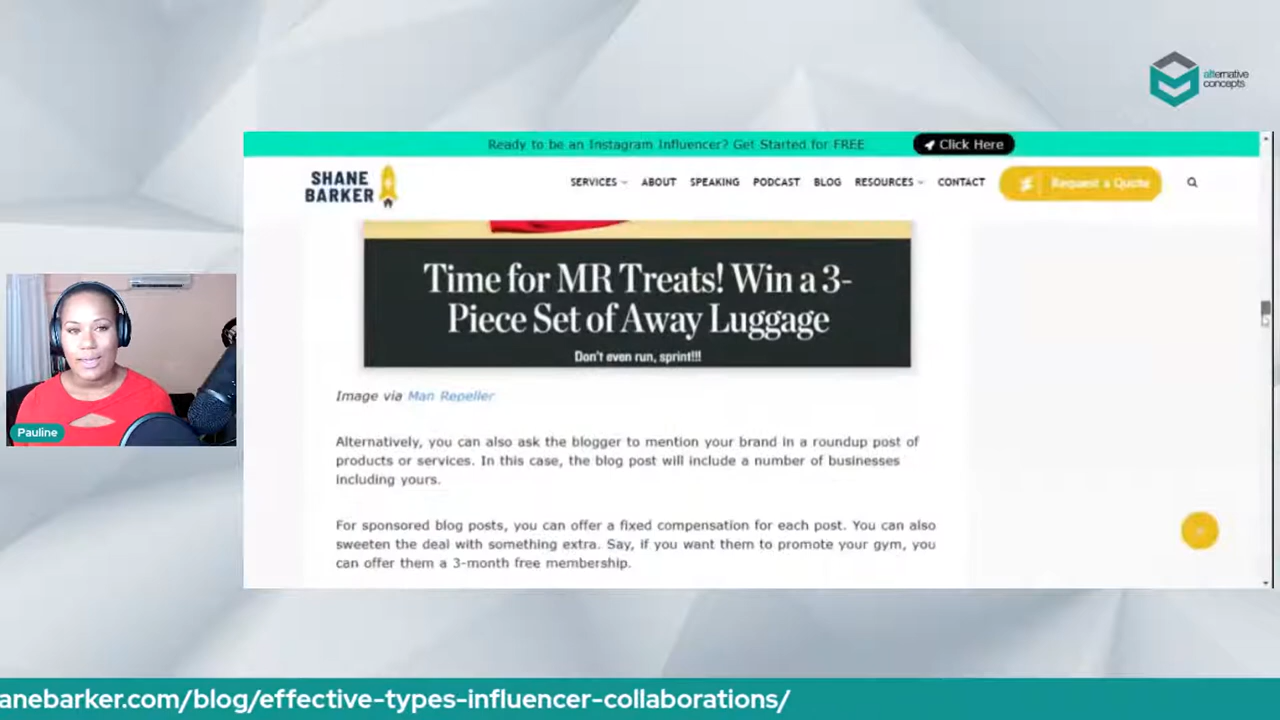 alternative
concepts
Ready to be an Instagram Influencer? Get Started for FREE
Click Here
SHANE
BARKER
SERVICES
ABOUT
SPEAKING
PODCAST
BLOG
RESOURCES
CONTACT
Request a Quote
Time for MR Treats! Win a 3-
Piece Set of Away Luggage
Don't even run, sprint!!!
Image via Man Repeller
Alternatively, you can also ask the blogger to mention your brand in a roundup post of
products or services. In this case, the blog post will include a number of businesses
including yours.
For sponsored blog posts, you can offer a fixed compensation for each post. You can also
sweeten the deal with something extra. Say, if you want them to promote your gym, you
can offer them a 3-month free membership.
Pauline
anebarker.com/blog/effective-types-influencer-collaborations/